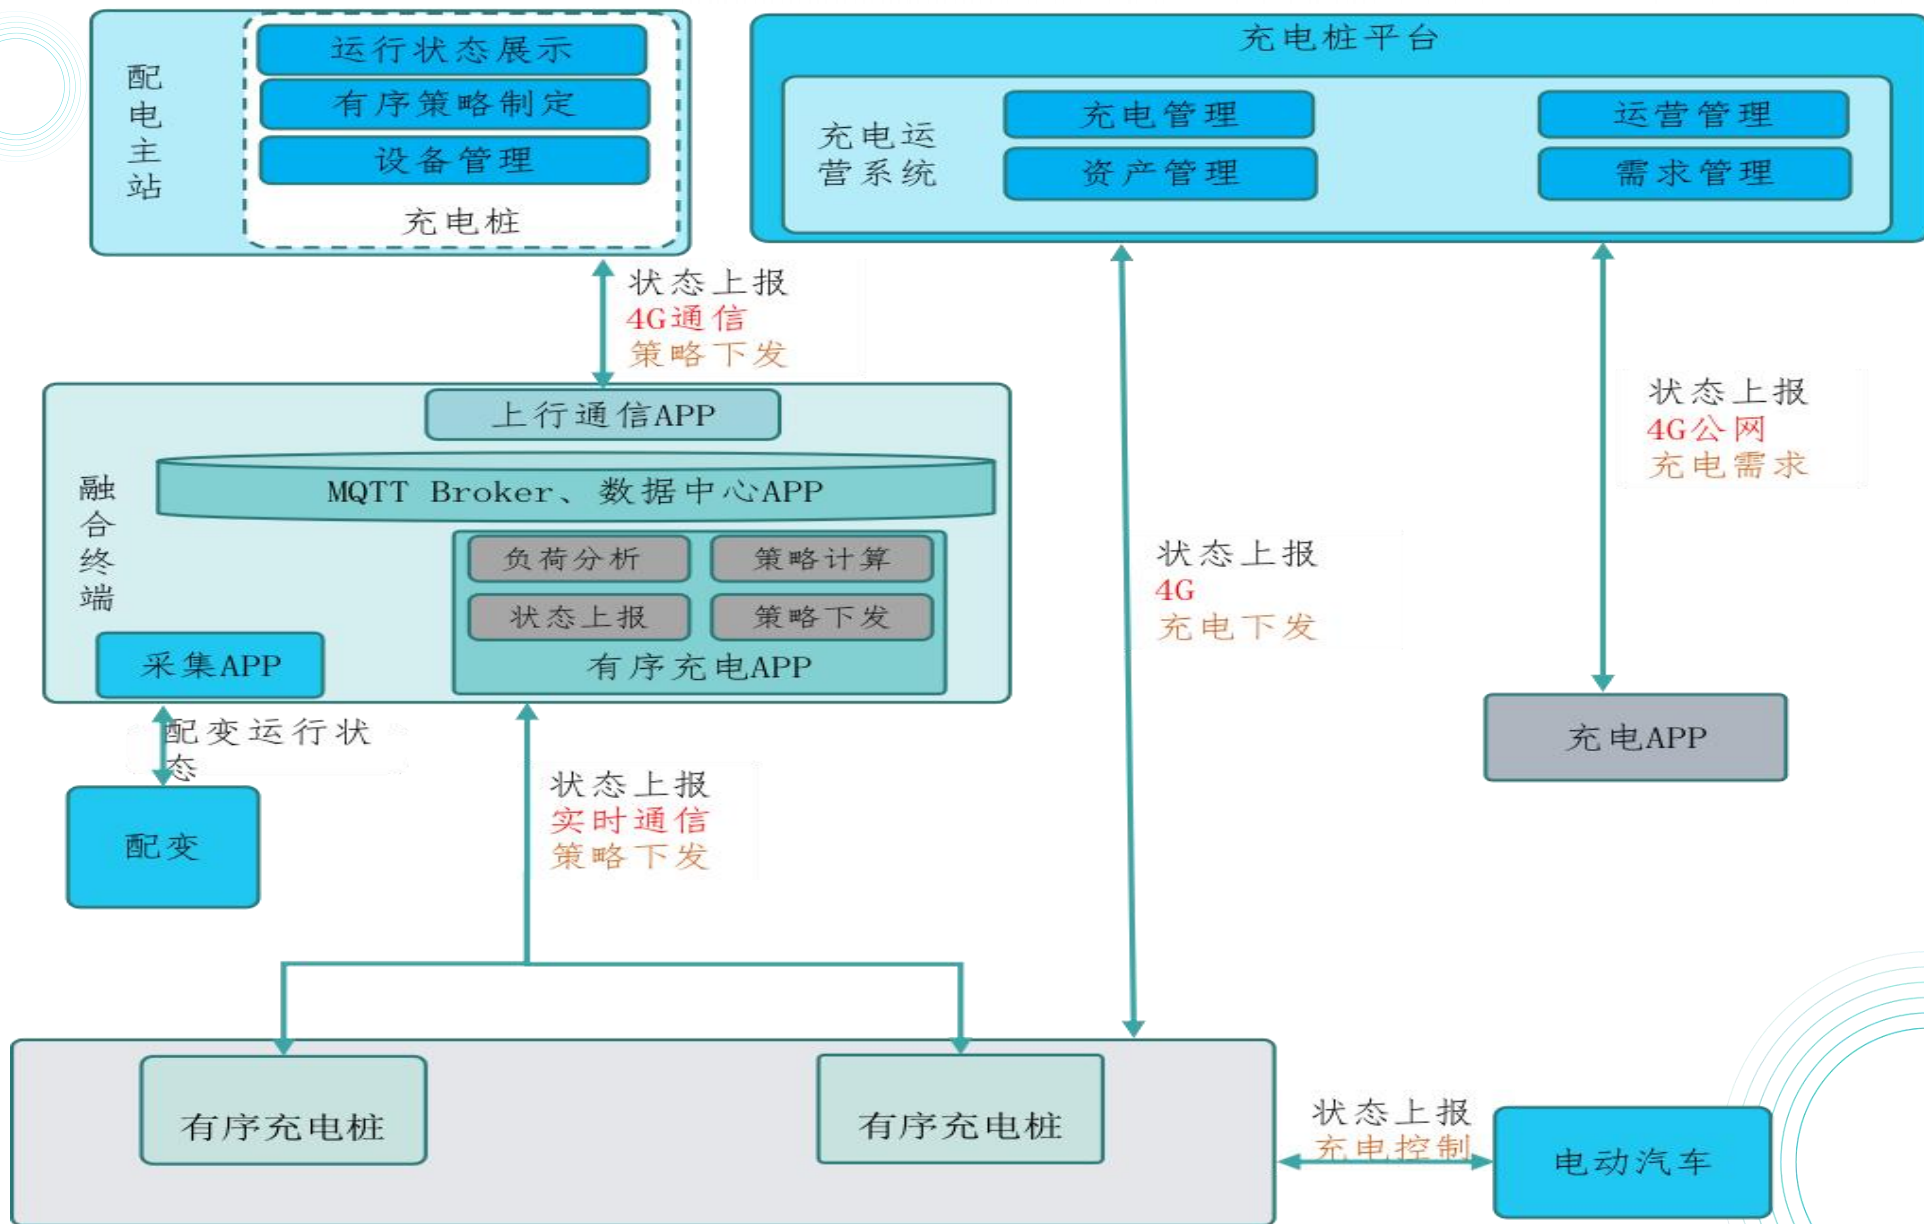 配
电
主
站
运行状态展示
有序策略制定
设备管理
充电桩
充电桩平台
充电运
营系统
充电管理
运营管理
资产管理
需求管理
状态上报
4G通信
策略下发
状态上报
4G公网
充电需求
融
合
终
端
上行通信APP
MQTT Broker、数据中心APP
负荷分析
策略计算
状态上报
策略下发
有序充电APP
采集APP
状态上报
4G
充电下发
充电APP
配变运行状
态
配变
状态上报
实时通信
策略下发
有序充电桩
有序充电桩
状态上报
充电控制
电动汽车